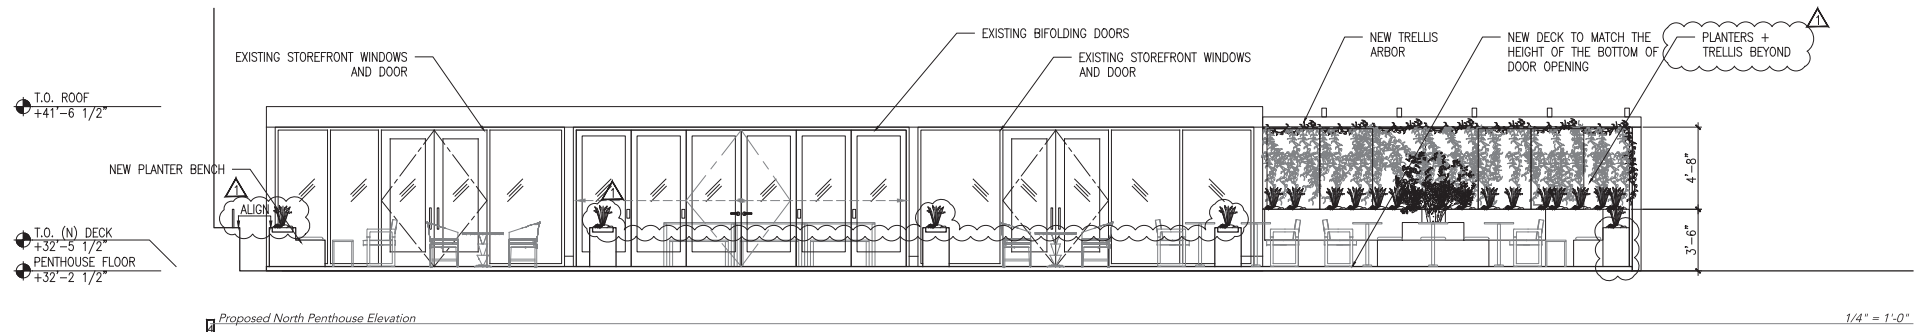 1
EXISTING BIFOLDING DOORS
NEW TRELLIS
ARBOR
NEW DECK TO MATCH THE
HEIGHT OF THE BOTTOM OF
DOOR OPENING
PLANTERS +
TRELLIS BEYOND
EXISTING STOREFRONT WINDOWS
AND DOOR
EXISTING STOREFRONT WINDOWS
AND DOOR
T.O. ROOF
+41'-6 1/2"
NEW PLANTER BENCH
1
1
4'-8"
ALIGN
T.O. (N) DECK
+32'-5 1/2"
3'-6"
PENTHOUSE FLOOR
+32'-2 1/2"
Proposed North Penthouse Elevation
1/4" = 1'-0"